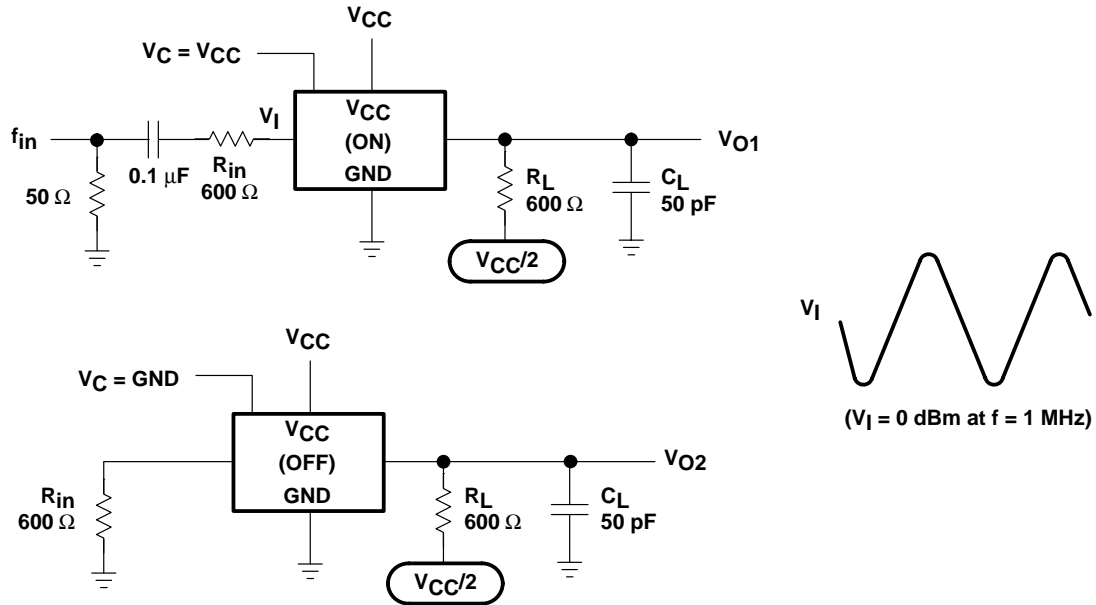 VCC
VC = VCC
VI
VCC
(ON)
GND
fin
50 Ω
0.1 μF
Rin
600 Ω
RL
600 Ω
VCC/2
CL
50 pF
VO1
VCC
VC = GND
VCC
(OFF)
GND
Rin
600 Ω
RL
600 Ω
VCC/2
CL
50 pF
VO2
VI
(VI = 0 dBm at f = 1 MHz)